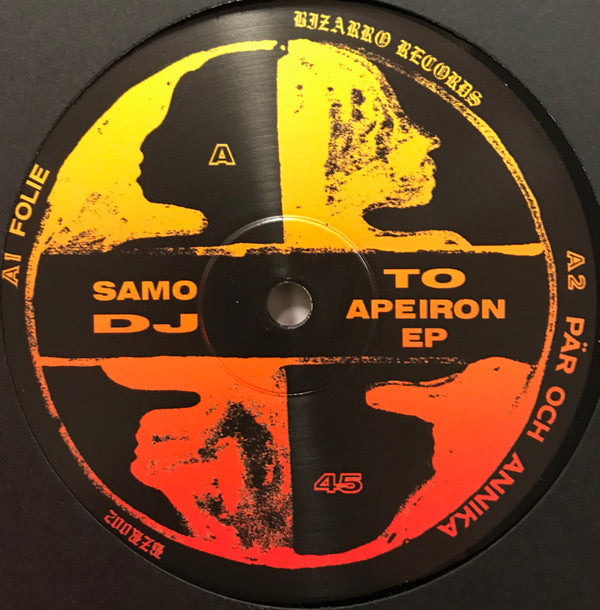 BIZARRO RECORDS
A
A1 FOLIE
SAMO
DJ
TO
APEIRON
EP
A2 PÄR OCH ANNIKA
45
BZR002